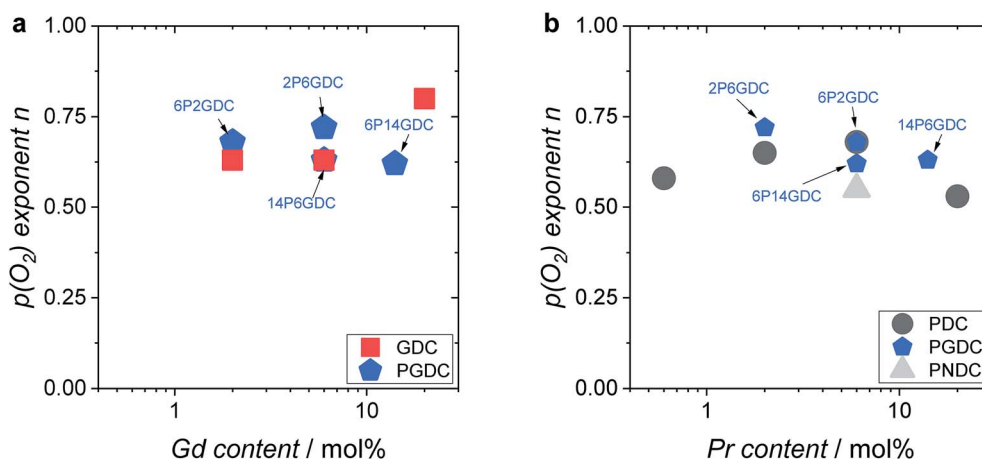 a
1.00
0.75
0.50
0.25
0.00
p(O2) exponent n
6P2GDC
2P6GDC
6P14GDC
14P6GDC
GDC
PGDC
1
10
Gd content / mol%
b
1.00
0.75
0.50
0.25
0.00
p(O2) exponent n
2P6GDC
6P2GDC
14P6GDC
6P14GDC
PDC
PGDC
PNDC
1
10
Pr content / mol%